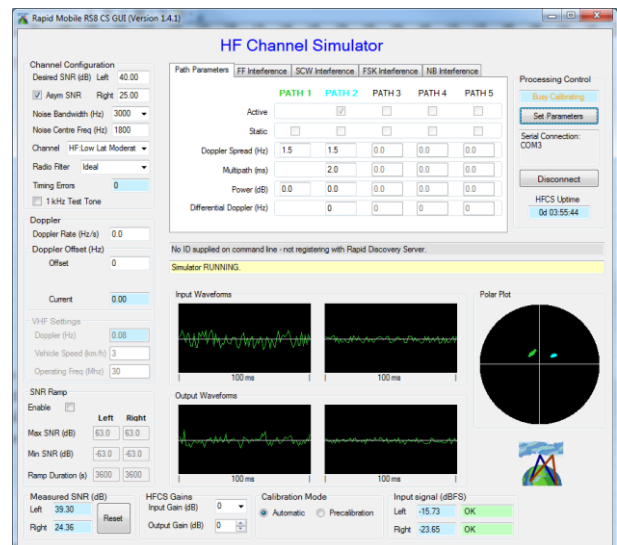 Rapid Mobile RS8 CS GUI (Version 1.4.1)
HF Channel Simulator
Channel Configuration
Desired SNR (dB) Left 40.00
Asym SNR Right 25.00
Noise Bandwidth (Hz) 3000
Noise Centre Freq (Hz) 1800
Channel HF:Low Lat Moderat
Radio Filter Ideal
Timing Errors 0
1 kHz Test Tone
Doppler
Doppler Rate (Hz/s) 0.0
Doppler Offset (Hz)
Offset 0
Current 0.00
VHF Settings
Doppler (Hz) 0.08
Vehicle Speed (km/h) 3
Operating Freq (Mhz) 30
SNR Ramp
Enable
Left Right
Max SNR (dB) 63.0 63.0
Min SNR (dB) -63.0 -63.0
Ramp Duration (s) 3600 3600
Path Parameters FF Interference SCW Interference FSK Interference NB Interference
PATH 1 PATH 2 PATH 3 PATH 4 PATH 5
Active
Static
Doppler Spread (Hz) 1.5 1.5 0.0 0.0 0.0
Multipath (ms) 2.0 0.0 0.0 0.0
Power (dB) 0.0 0.0 0.0 0.0 0.0
Differential Doppler (Hz) 0 0 0 0
Processing Control
Busy Calibrating
Set Parameters
Serial Connection:
COM3
Disconnect
HFCS Uptime
0d 03:55:44
No ID supplied on command line - not registering with Rapid Discovery Server.
Simulator RUNNING.
Input Waveforms
100 ms
100 ms
Output Waveforms
100 ms
100 ms
Polar Plot
Measured SNR (dB)
Left 39.30
Right 24.36
Reset
HFCS Gains
Input Gain (dB) 0
Output Gain (dB) 0
Calibration Mode
Automatic Precalibration
Input signal (dBFS)
Left -15.73 OK
Right -23.65 OK